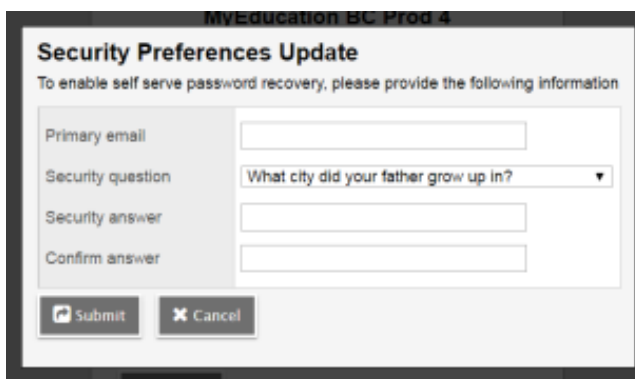 MyEducation BC Prod 4
Security Preferences Update
To enable self serve password recovery, please provide the following information
Primary email
Security question
What city did your father grow up in?
Security answer
Confirm answer
Submit
Cancel